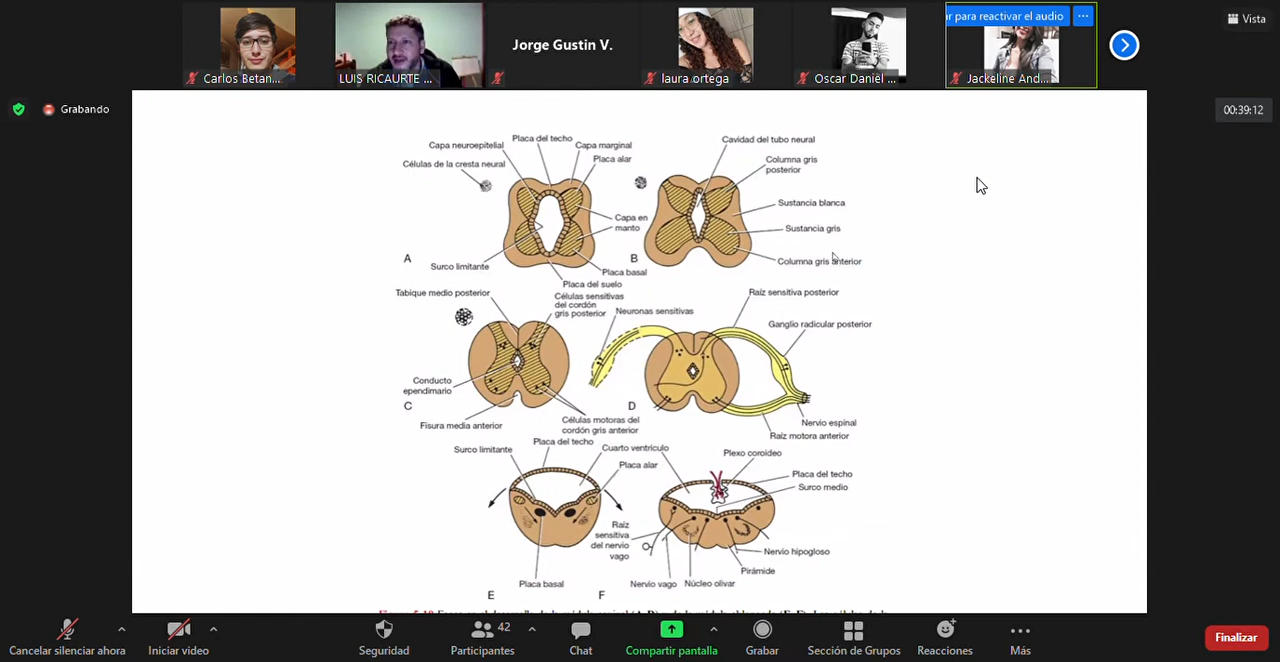 ar para reactivar el audio
Vista
Carlos Betan...
LUIS RICAURTE ...
Jorge Gustin V.
laura ortega
Oscar Daniel ...
Jackeline And...
Grabando
00:39:12
Placa del techo
Cavidad del tubo neural
Capa neuroepitelial
Capa marginal
Células de la cresta neural
Placa alar
Columna gris
posterior
Capa en
manto
Sustancia blanca
Sustancia gris
A
B
Surco limitante
Placa basal
Columna gris anterior
Placa del suelo
Tabique medio posterior
Células sensitivas
del cordón
gris posterior
Neuronas sensitivas
Raíz sensitiva posterior
Ganglio radicular posterior
Conducto
ependimario
C
D
Fisura media anterior
Células motoras del
cordón gris anterior
Nervio espinal
Raíz motora anterior
Surco limitante
Placa del techo
Cuarto ventrículo
Placa alar
Plexo coroideo
Placa del techo
Surco medio
Raíz
sensitiva
del nervio
vago
Nervio hipogloso
Pirámide
Placa basal
Nervio vago
Núcleo olivar
E
F
Cancelar silenciar ahora
Iniciar video
Seguridad
42
Participantes
Chat
Compartir pantalla
Grabar
Sección de Grupos
Reacciones
Más
Finalizar